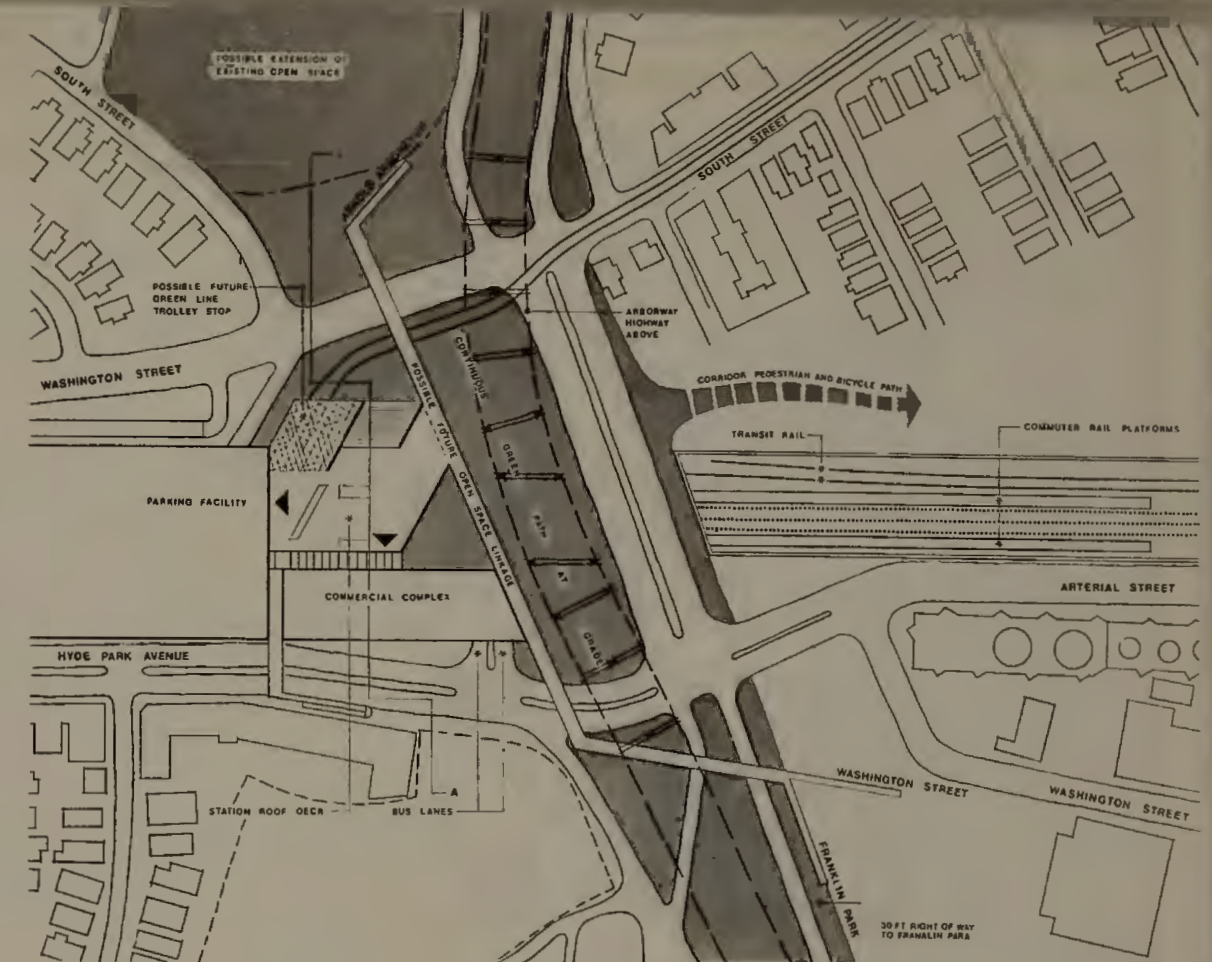 POSSIBLE EXTENSION OF
EXISTING OPEN SPACE
SOUTH STREET
ARNOLD ARBORETUM
SOUTH STREET
POSSIBLE FUTURE
GREEN LINE
TROLLEY STOP
ARBORWAY
HIGHWAY
ABOVE
WASHINGTON STREET
CONTINUOUS GREEN PATH AT GRADE
POSSIBLE FUTURE OPEN SPACE LINKAGE
CORRIDOR PEDESTRIAN AND BICYCLE PATH
TRANSIT RAIL
COMMUTER RAIL PLATFORMS
PARKING FACILITY
COMMERCIAL COMPLEX
ARTERIAL STREET
HYDE PARK AVENUE
A
STATION ROOF DECK
BUS LANES
WASHINGTON STREET
WASHINGTON STREET
FRANKLIN PARK
30 FT RIGHT OF WAY
TO FRANKLIN PARK